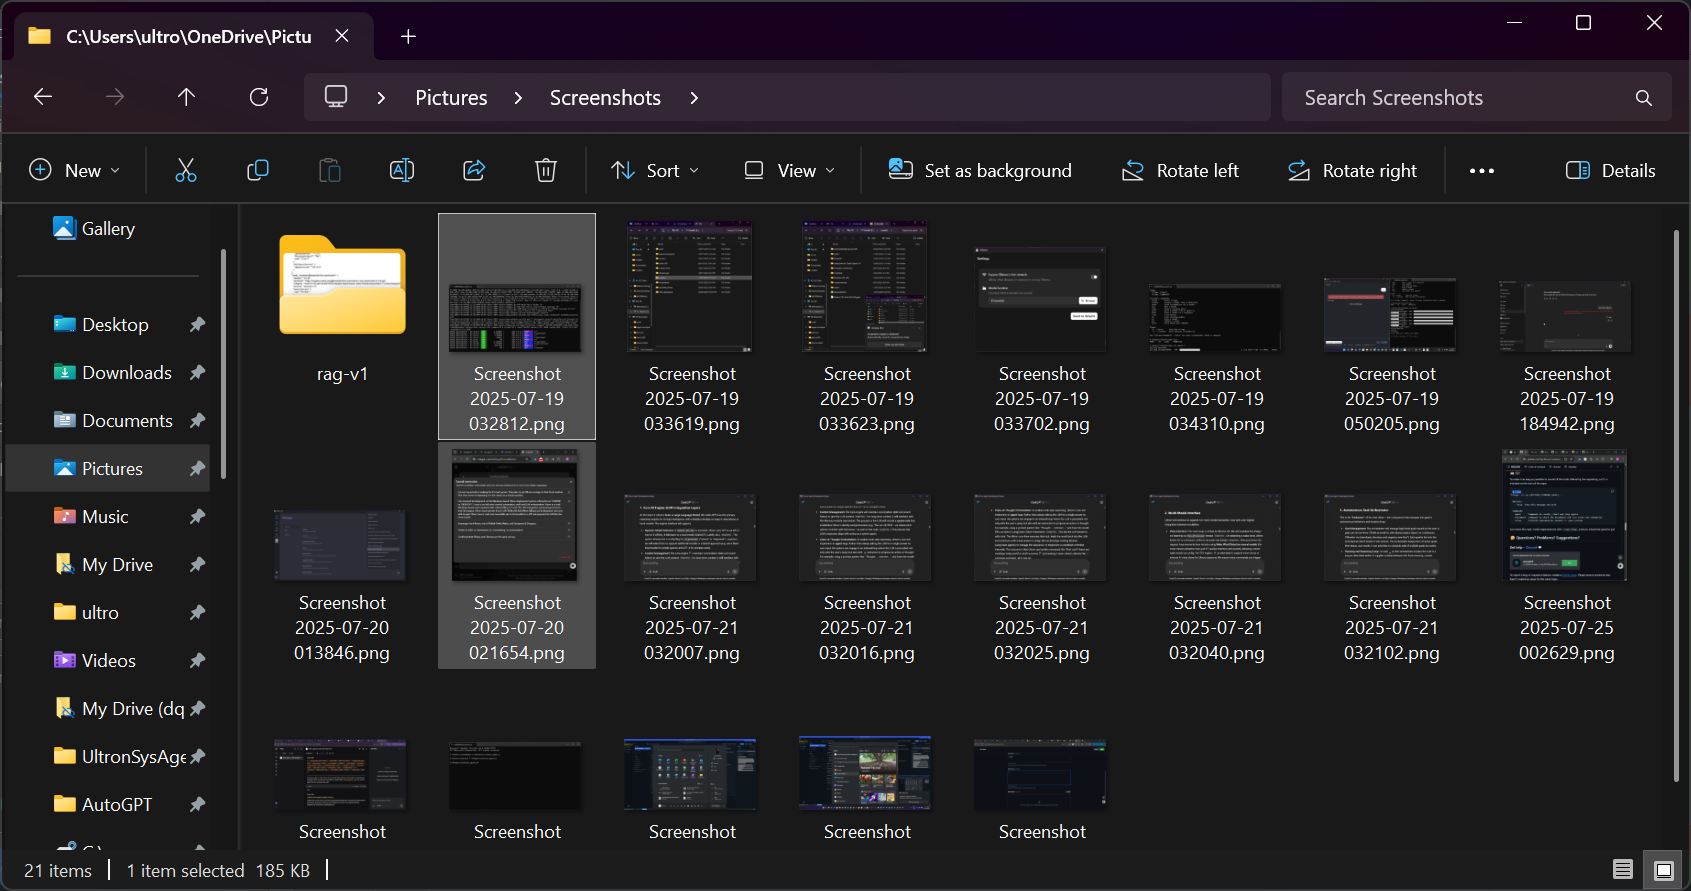 C:\Users\ultro\OneDrive\Pictu
Pictures
Screenshots
Search Screenshots
New
Sort
View
Set as background
Rotate left
Rotate right
Details
Gallery
Desktop
Downloads
Documents
Pictures
Music
My Drive
ultro
Videos
My Drive (dq
UltronSysAge
AutoGPT
rag-v1
Screenshot
2025-07-19
032812.png
Screenshot
2025-07-19
033619.png
Screenshot
2025-07-19
033623.png
Screenshot
2025-07-19
033702.png
Screenshot
2025-07-19
034310.png
Screenshot
2025-07-19
050205.png
Screenshot
2025-07-19
184942.png
Screenshot
2025-07-20
013846.png
Screenshot
2025-07-20
021654.png
Screenshot
2025-07-21
032007.png
Screenshot
2025-07-21
032016.png
Screenshot
2025-07-21
032025.png
Screenshot
2025-07-21
032040.png
Screenshot
2025-07-21
032102.png
Screenshot
2025-07-25
002629.png
Screenshot
Screenshot
Screenshot
Screenshot
Screenshot
21 items
1 item selected 185 KB